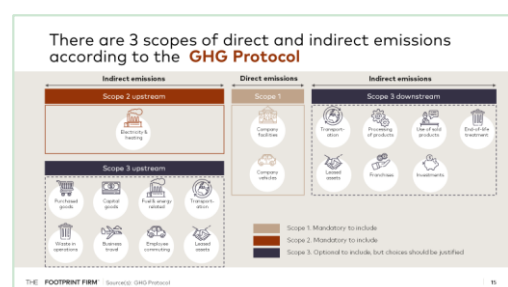 There are 3 scopes of direct and indirect emissions
according to the GHG Protocol
Indirect emissions
Direct emissions
Indirect emissions
Scope 2 upstream
Scope 1
Scope 3 downstream
Electricity &
heating
Company
facilities
Transport-
ation
Processing
of products
Use of sold
products
End-of-life
treatment
Scope 3 upstream
Company
vehicles
Leased
assets
Franchises
Investments
Purchased
goods
Capital
goods
Fuel & energy
related
Transport-
ation
Waste in
operations
Business
travel
Employee
commuting
Leased
assets
Scope 1. Mandatory to include
Scope 2. Mandatory to include
Scope 3. Optional to include, but choices should be justified
THE FOOTPRINT FIRM
Source(s): GHG Protocol